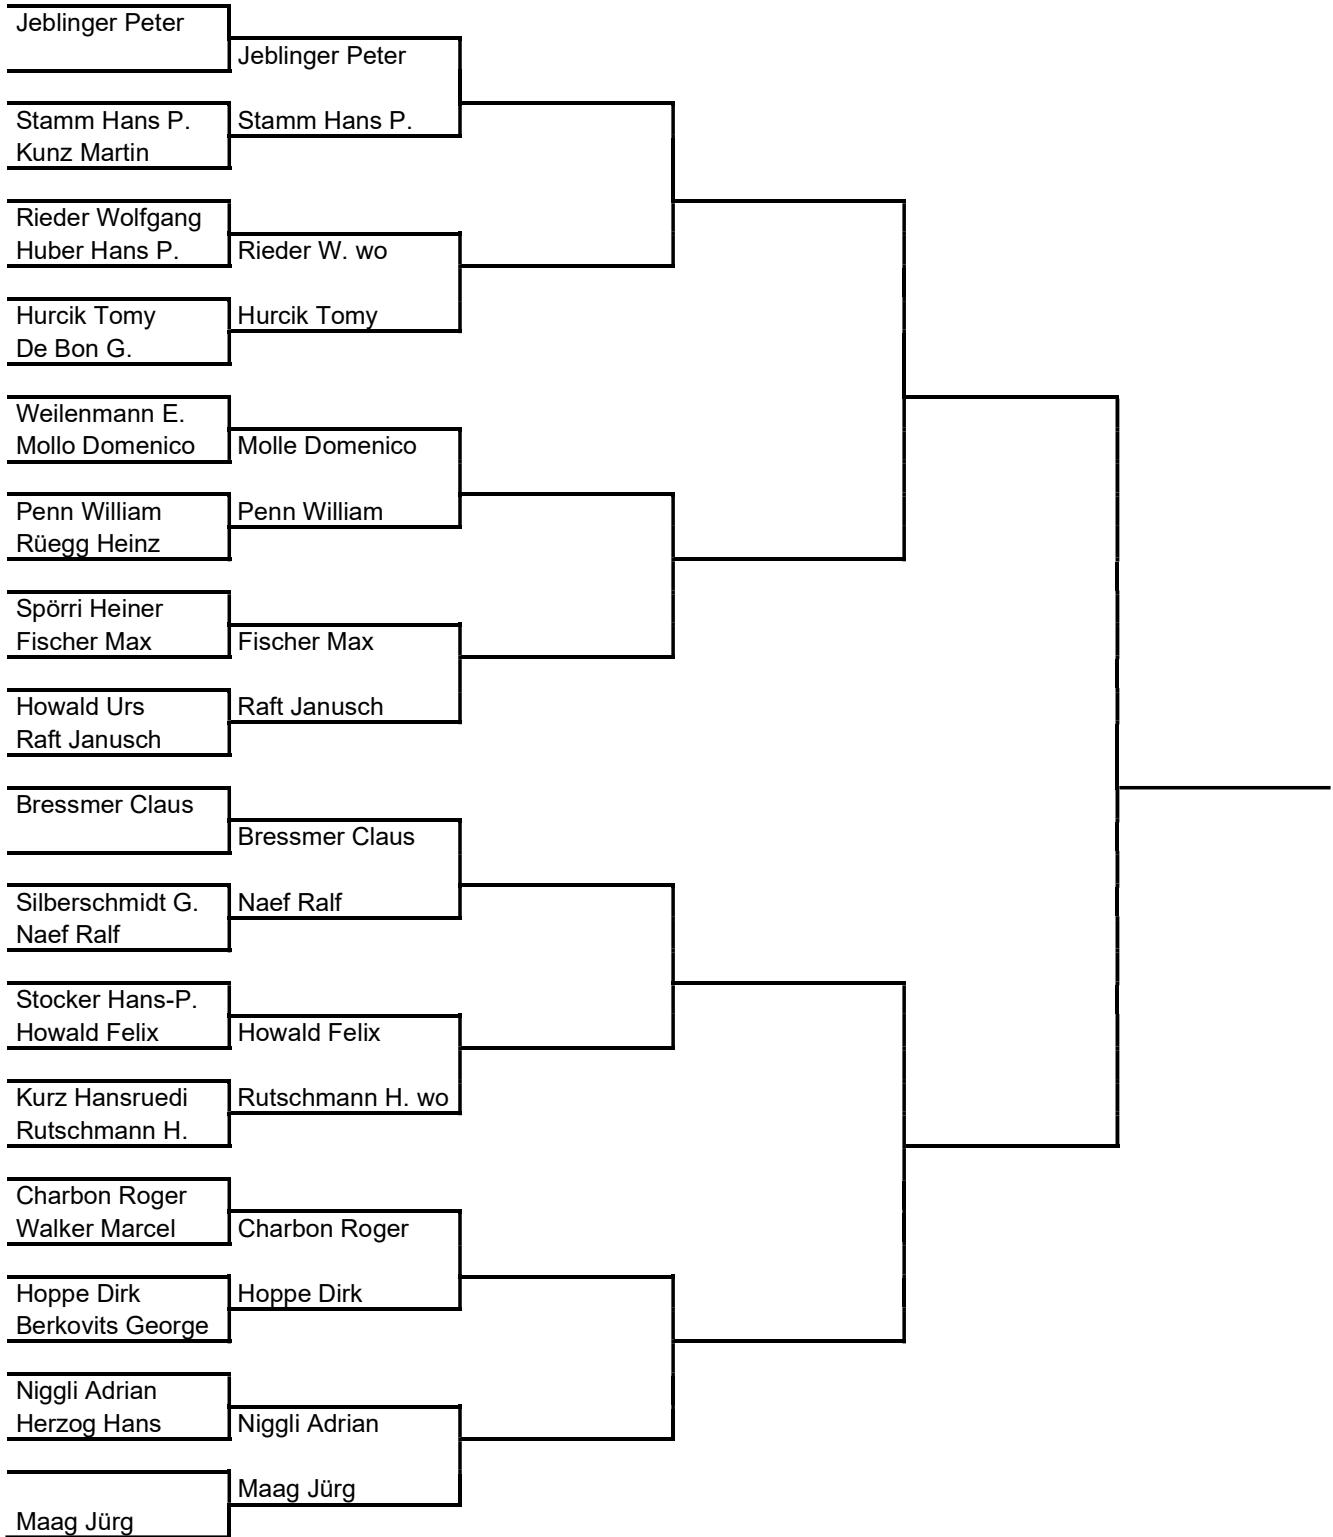 Jeblinger Peter
Jeblinger Peter
Stamm Hans P.
Stamm Hans P.
Kunz Martin
Rieder Wolfgang
Huber Hans P.
Rieder W. wo
Hurcik Tomy
Hurcik Tomy
De Bon G.
Weilenmann E.
Mollo Domenico
Molle Domenico
Penn William
Penn William
Rüegg Heinz
Spörri Heiner
Fischer Max
Fischer Max
Howald Urs
Raft Janusch
Raft Janusch
Bressmer Claus
Bressmer Claus
Silberschmidt G.
Naef Ralf
Naef Ralf
Stocker Hans-P.
Howald Felix
Howald Felix
Kurz Hansruedi
Rutschmann H. wo
Rutschmann H.
Charbon Roger
Walker Marcel
Charbon Roger
Hoppe Dirk
Hoppe Dirk
Berkovits George
Niggli Adrian
Herzog Hans
Niggli Adrian
Maag Jürg
Maag Jürg